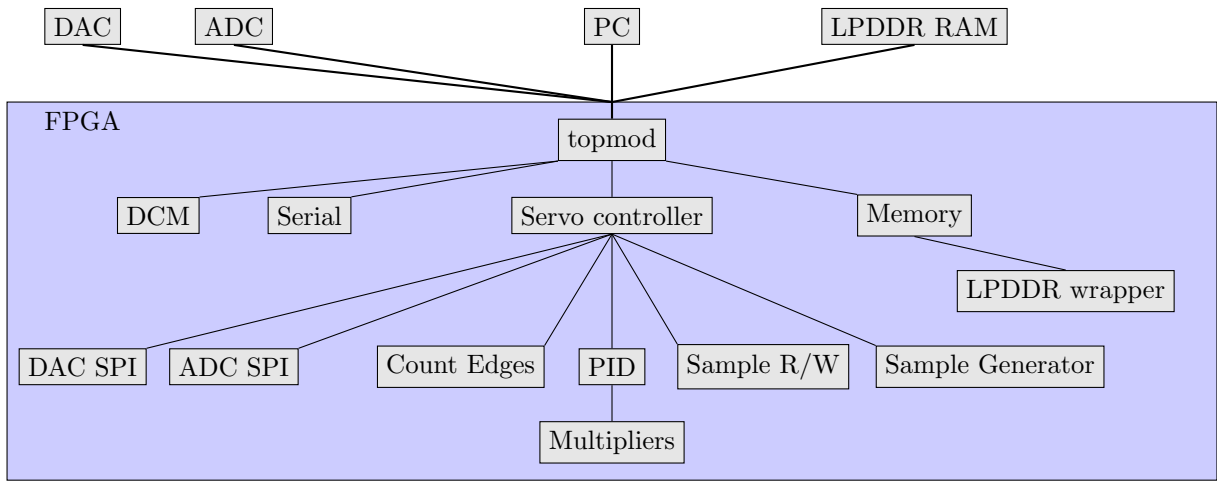 DAC ADC PC LPDDR RAM
FPGA
topmod
DCM Serial Servo controller Memory
LPDDR wrapper
DAC SPI ADC SPI Count Edges PID Sample R/W Sample Generator
Multipliers